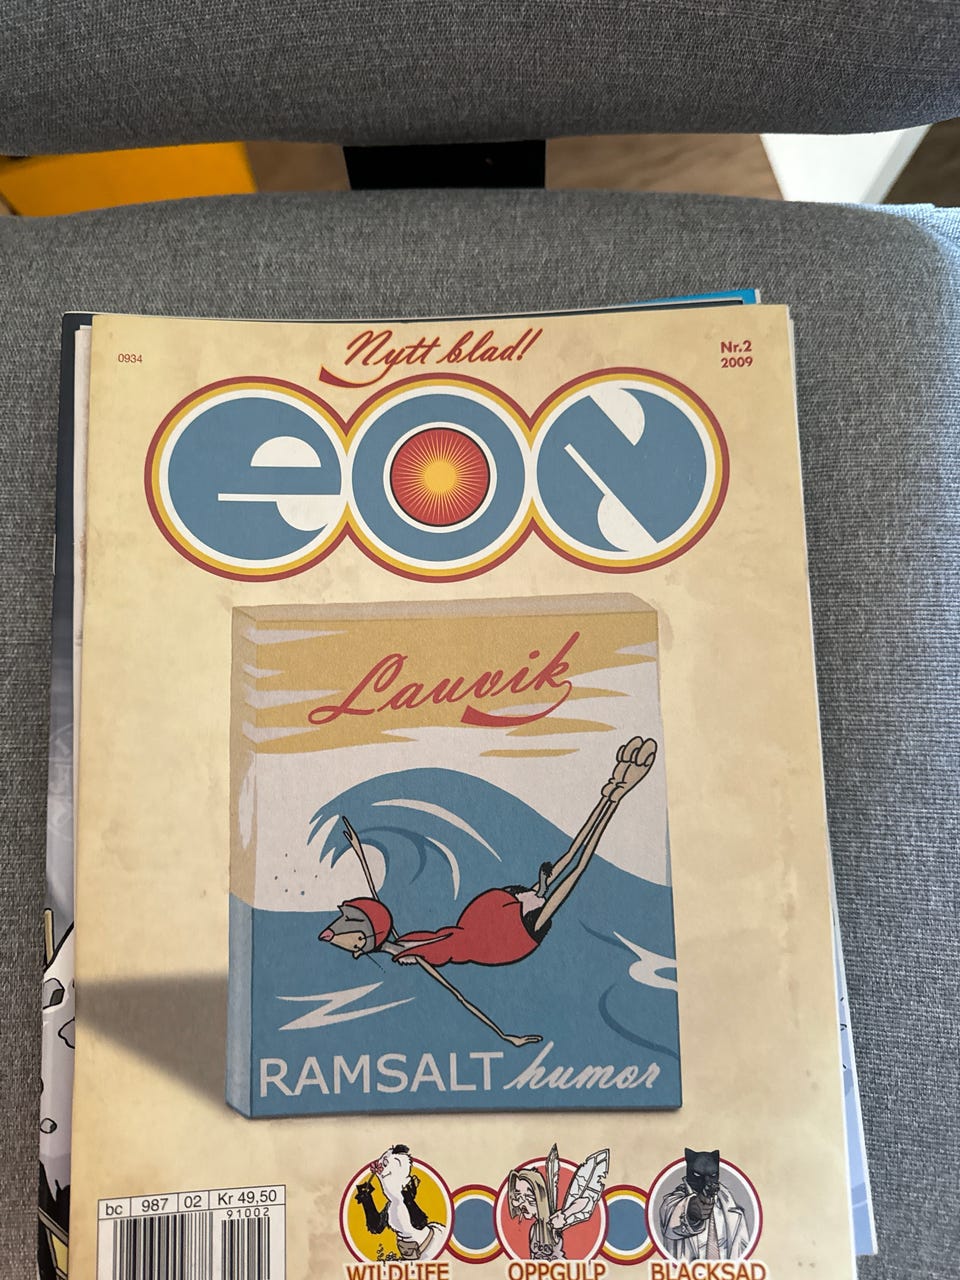 Nytt blad!
0934
Nr.2
2009
eon
Lauvik
RAMSALT humor
bc 987 02 Kr 49,50
91002
WILDLIFE OPPGULP BLACKSAD